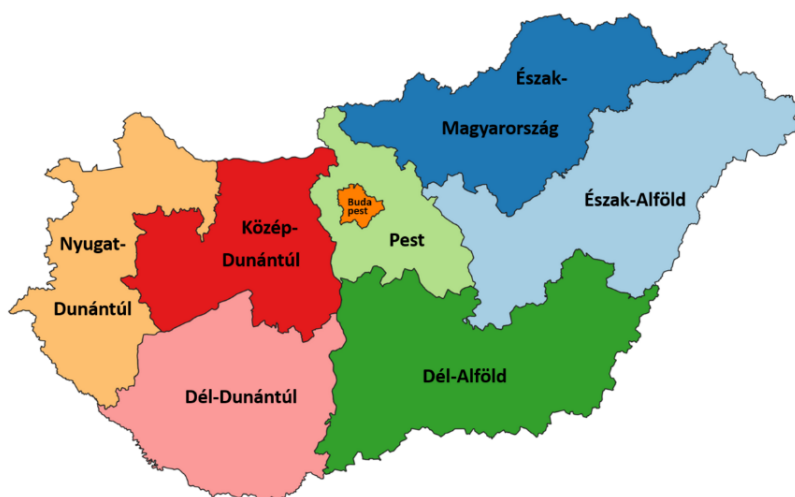 Észak-
Magyarország
Észak-Alföld
Buda
pest
Pest
Nyugat-
Dunántúl
Közép-
Dunántúl
Dél-Alföld
Dél-Dunántúl